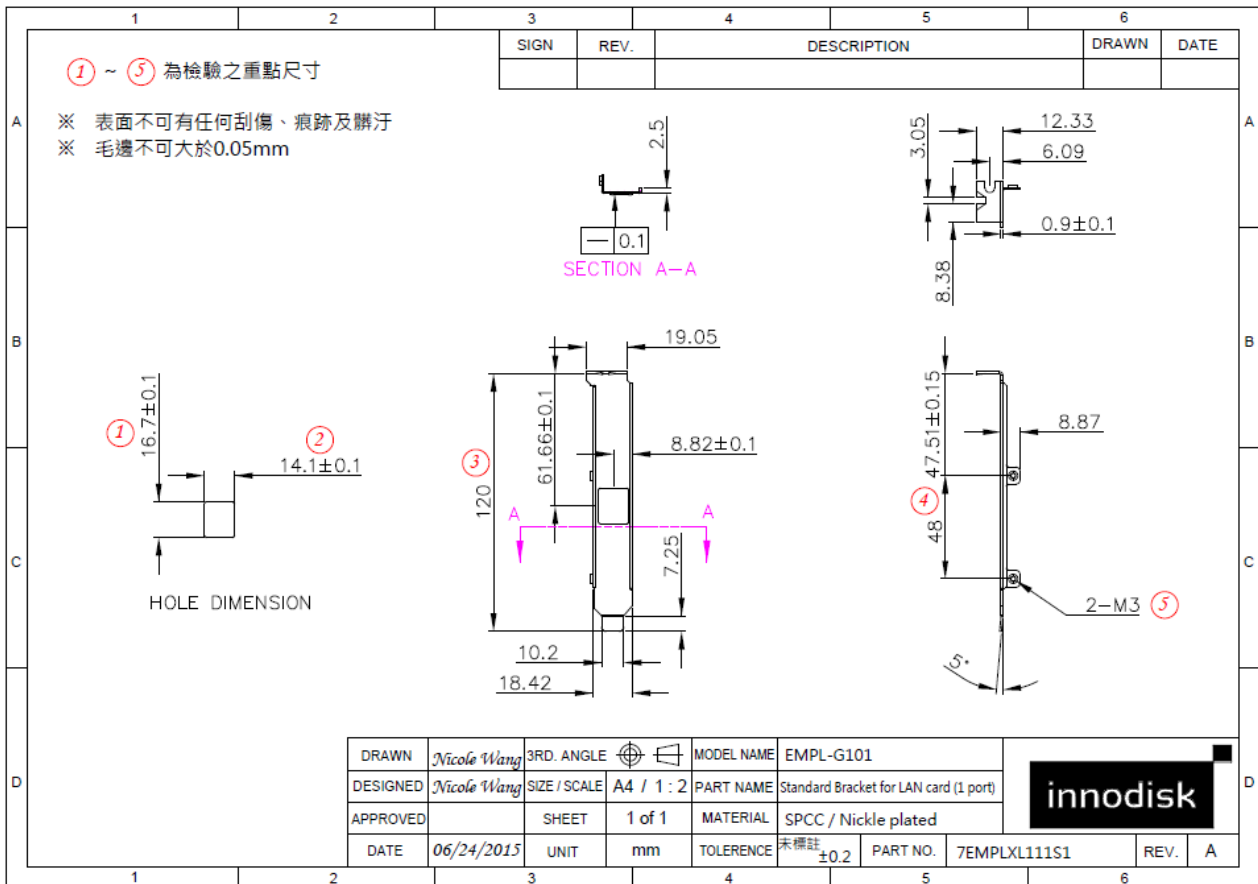 1 2 3 4 5 6
SIGN REV. DESCRIPTION DRAWN DATE
① ~ ⑤ 為檢驗之重點尺寸
※ 表面不可有任何刮傷、痕跡及髒汙
※ 毛邊不可大於0.05mm
A A
B B
C C
D D
2.5
— 0.1
SECTION A-A
3.05
12.33
6.09
0.9±0.1
8.38
① 16.7±0.1
② 14.1±0.1
HOLE DIMENSION
19.05
61.66±0.1
8.82±0.1
③ 120
A A
7.25
10.2
18.42
47.51±0.15
8.87
④ 48
2-M3 ⑤
5°
DRAWN Nicole Wang 3RD. ANGLE MODEL NAME EMPL-G101
DESIGNED Nicole Wang SIZE / SCALE A4 / 1 : 2 PART NAME Standard Bracket for LAN card (1 port)
APPROVED SHEET 1 of 1 MATERIAL SPCC / Nickle plated
DATE 06/24/2015 UNIT mm TOLERENCE 未標註 ±0.2 PART NO. 7EMPLXL111S1 REV. A
innodisk
1 2 3 4 5 6